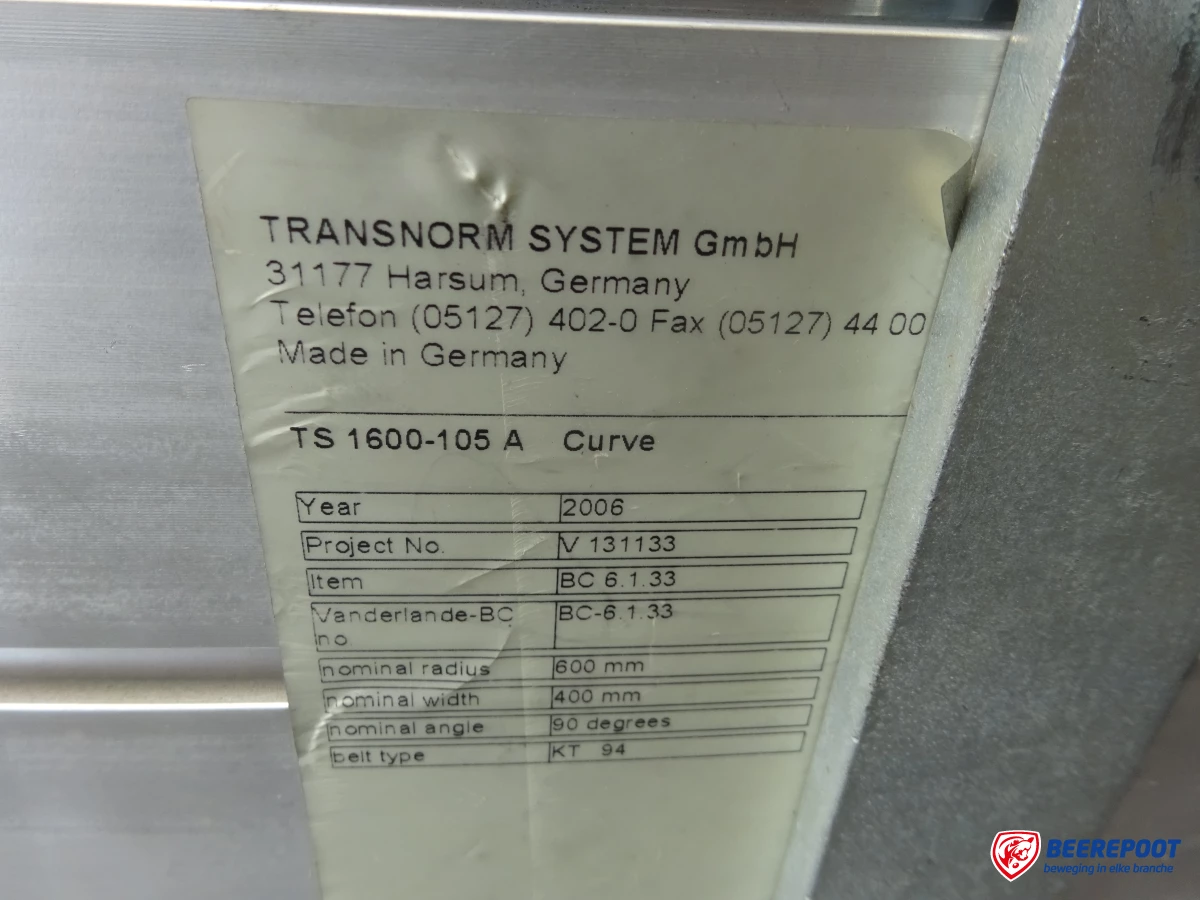 TRANSNORM SYSTEM GmbH
31177 Harsum, Germany
Telefon (05127) 402-0 Fax (05127) 44 00
Made in Germany
TS 1600-105 A Curve
Year 2006
Project No. V 131133
Item BC 6.1.33
Vanderlande-BC BC-6.1.33
no.
nominal radius 600 mm
nominal width 400 mm
nominal angle 90 degrees
belt type KT 94
BEEREPOOT
beweging in elke branche